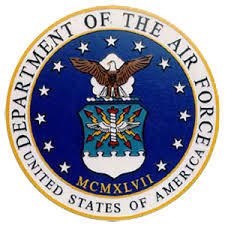 DEPARTMENT OF THE AIR FORCE
MCMXLVII
UNITED STATES OF AMERICA